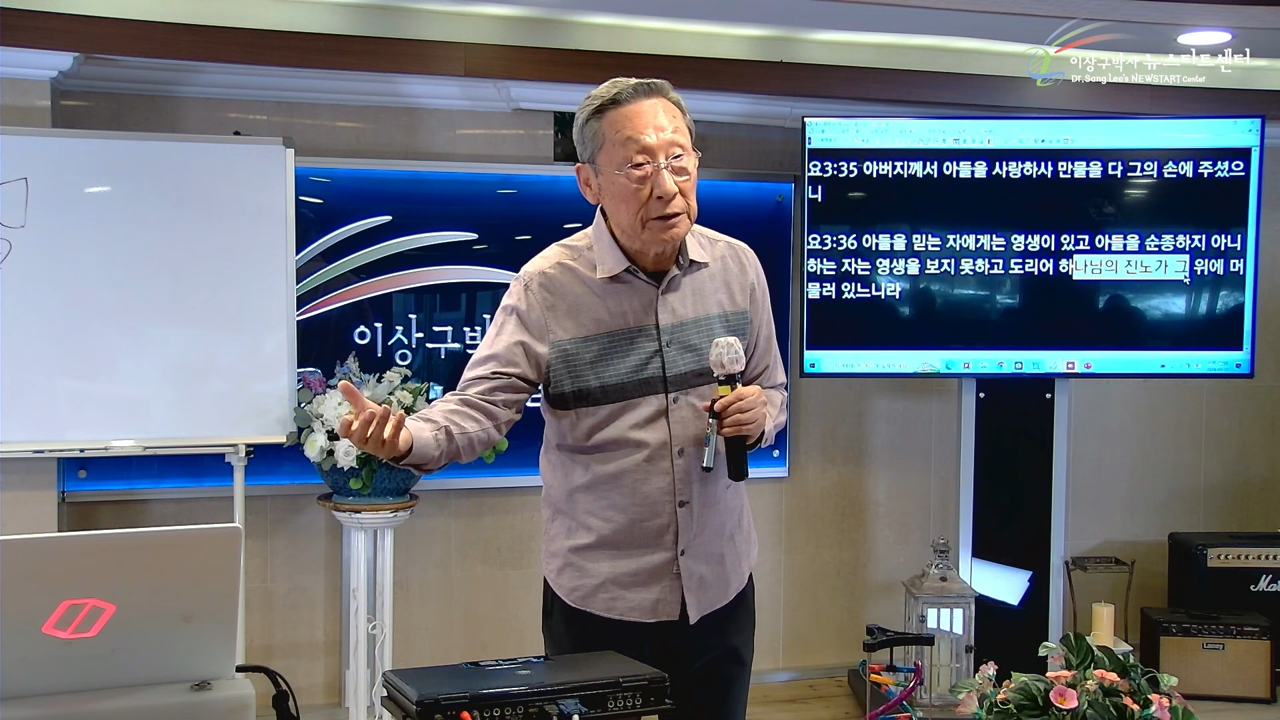 이상구박사 뉴스타트센터
Dr. Sang Lee's NEWSTART Center
요3:35 아버지께서 아들을 사랑하사 만물을 다 그의 손에 주셨으
니
요3:36 아들을 믿는 자에게는 영생이 있고 아들을 순종하지 아니
하는 자는 영생을 보지 못하고 도리어 하나님의 진노가 그 위에 머
물러 있느니라
이상구박
Mar
Laney